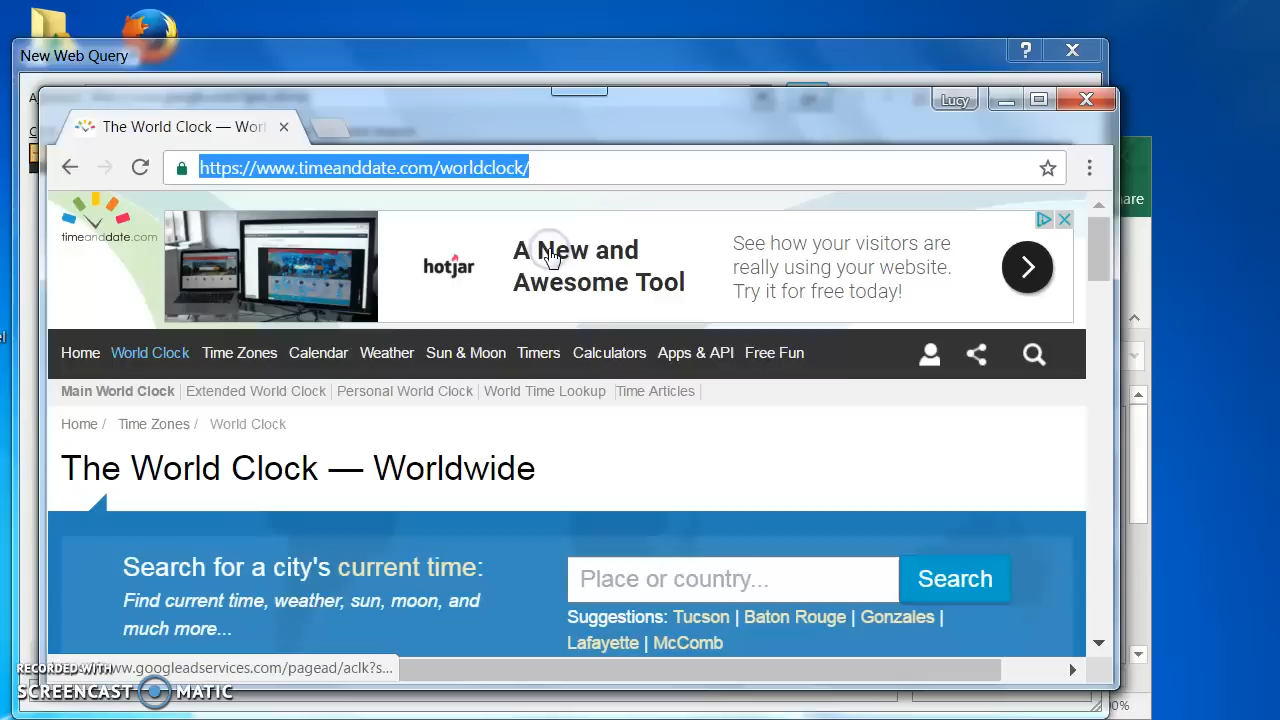 New Web Query
Lucy
The World Clock — Worl
https://www.timeanddate.com/worldclock/
timeanddate.com
hotjar
A New and
Awesome Tool
See how your visitors are
really using your website.
Try it for free today!
are
Home World Clock Time Zones Calendar Weather Sun & Moon Timers Calculators Apps & API Free Fun
Main World Clock Extended World Clock Personal World Clock World Time Lookup Time Articles
Home / Time Zones / World Clock
The World Clock — Worldwide
Search for a city's current time:
Find current time, weather, sun, moon, and
much more...
Place or country...
Search
Suggestions: Tucson | Baton Rouge | Gonzales |
Lafayette | McComb
www.googleadservices.com/pagead/aclk?s...
RECORDED WITH
SCREENCAST MATIC
0%